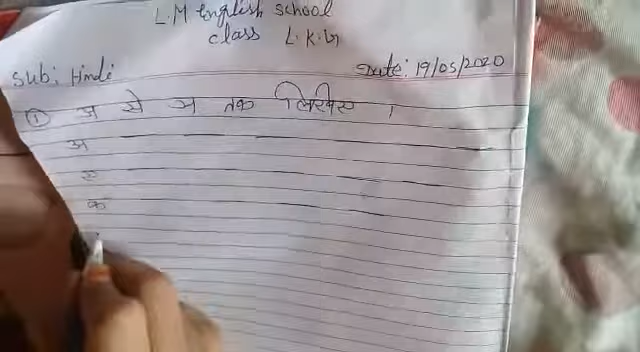 L.M English School
class L.K.G
Sub: Hindi Date: 19/05/2020
① अ से ज्ञ तक लिखिए ।
अ
ए
क